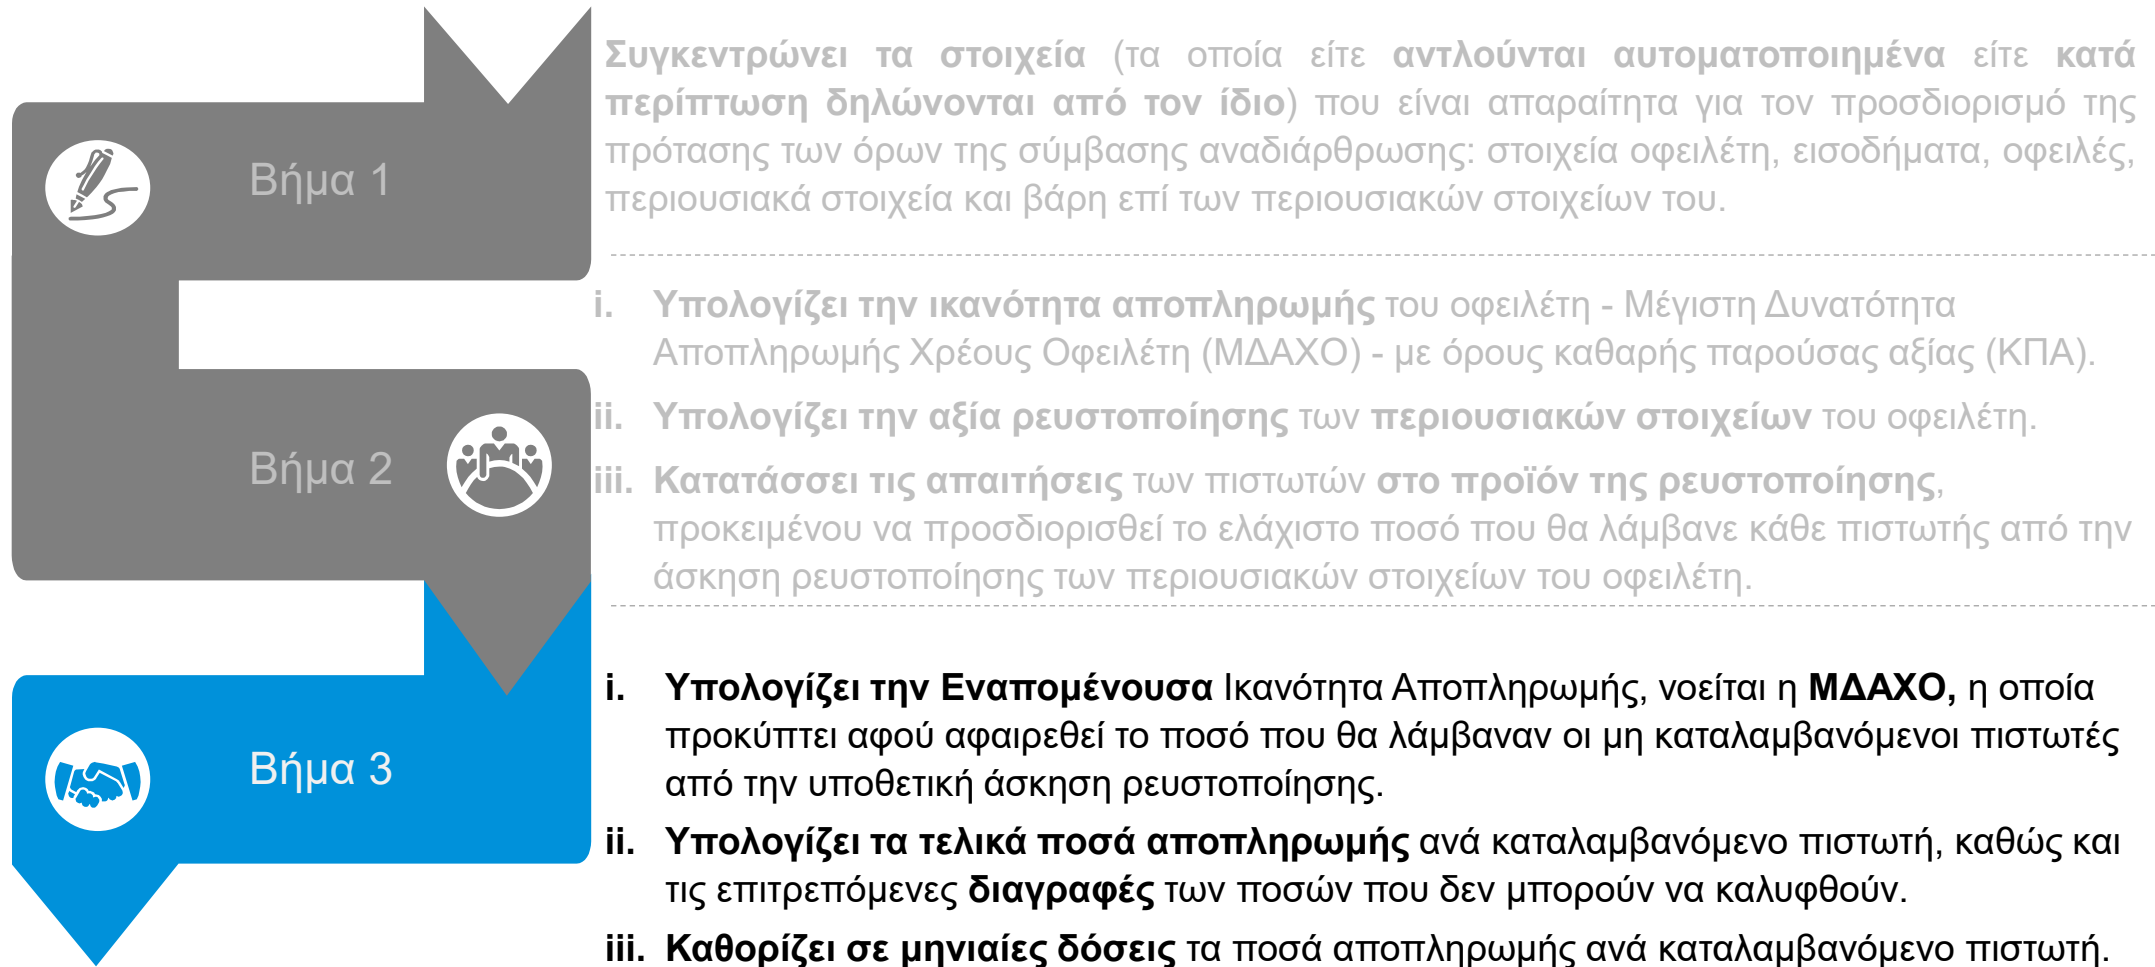 Βήμα 1
Συγκεντρώνει τα στοιχεία (τα οποία είτε αντλούνται αυτοματοποιημένα είτε κατά
περίπτωση δηλώνονται από τον ίδιο) που είναι απαραίτητα για τον προσδιορισμό της
πρότασης των όρων της σύμβασης αναδιάρθρωσης: στοιχεία οφειλέτη, εισοδήματα, οφειλές,
περιουσιακά στοιχεία και βάρη επί των περιουσιακών στοιχείων του.
Βήμα 2
i. Υπολογίζει την ικανότητα αποπληρωμής του οφειλέτη - Μέγιστη Δυνατότητα
Αποπληρωμής Χρέους Οφειλέτη (ΜΔΑΧΟ) - με όρους καθαρής παρούσας αξίας (ΚΠΑ).
ii. Υπολογίζει την αξία ρευστοποίησης των περιουσιακών στοιχείων του οφειλέτη.
iii. Κατατάσσει τις απαιτήσεις των πιστωτών στο προϊόν της ρευστοποίησης,
προκειμένου να προσδιορισθεί το ελάχιστο ποσό που θα λάμβανε κάθε πιστωτής από την
άσκηση ρευστοποίησης των περιουσιακών στοιχείων του οφειλέτη.
Βήμα 3
i. Υπολογίζει την Εναπομένουσα Ικανότητα Αποπληρωμής, νοείται η ΜΔΑΧΟ, η οποία
προκύπτει αφού αφαιρεθεί το ποσό που θα λάμβαναν οι μη καταλαμβανόμενοι πιστωτές
από την υποθετική άσκηση ρευστοποίησης.
ii. Υπολογίζει τα τελικά ποσά αποπληρωμής ανά καταλαμβανόμενο πιστωτή, καθώς και
τις επιτρεπόμενες διαγραφές των ποσών που δεν μπορούν να καλυφθούν.
iii. Καθορίζει σε μηνιαίες δόσεις τα ποσά αποπληρωμής ανά καταλαμβανόμενο πιστωτή.